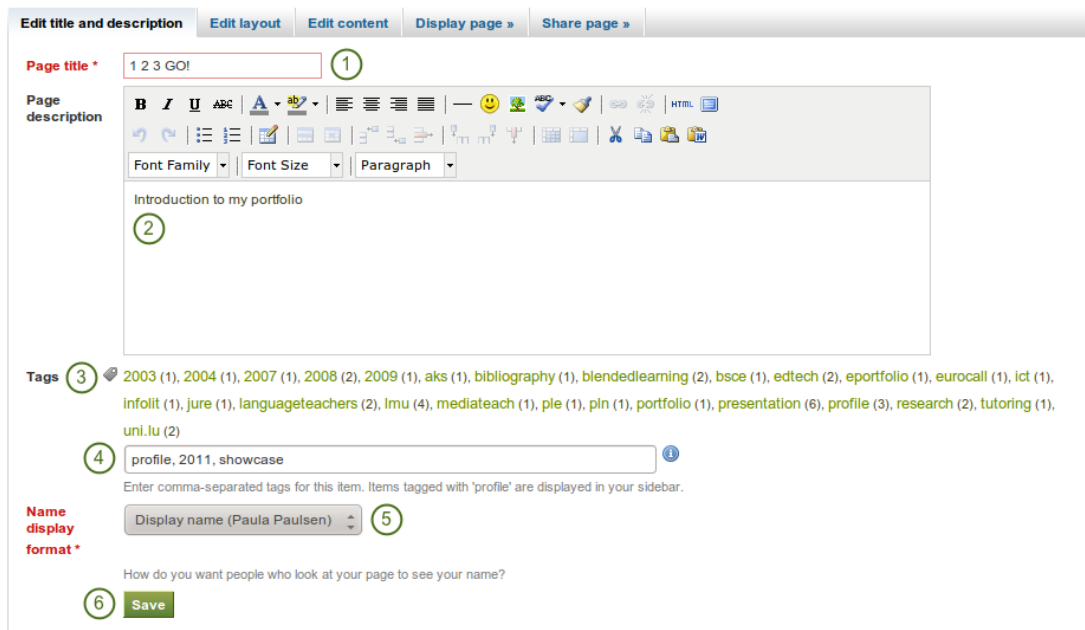 Edit title and description Edit layout Edit content Display page » Share page »
Page title * 1 2 3 GO! 1
Page description
B I U ABC A ab ABC HTML
Font Family Font Size Paragraph
Introduction to my portfolio
2
Tags 3 2003 (1), 2004 (1), 2007 (1), 2008 (2), 2009 (1), aks (1), bibliography (1), blendedlearning (2), bsce (1), edtech (2), eportfolio (1), eurocall (1), ict (1),
infolit (1), jure (1), languageteachers (2), lmu (4), mediateach (1), ple (1), pln (1), portfolio (1), presentation (6), profile (3), research (2), tutoring (1),
uni.lu (2)
4 profile, 2011, showcase
Enter comma-separated tags for this item. Items tagged with 'profile' are displayed in your sidebar.
Name
display
format *
Display name (Paula Paulsen) 5
How do you want people who look at your page to see your name?
6 Save